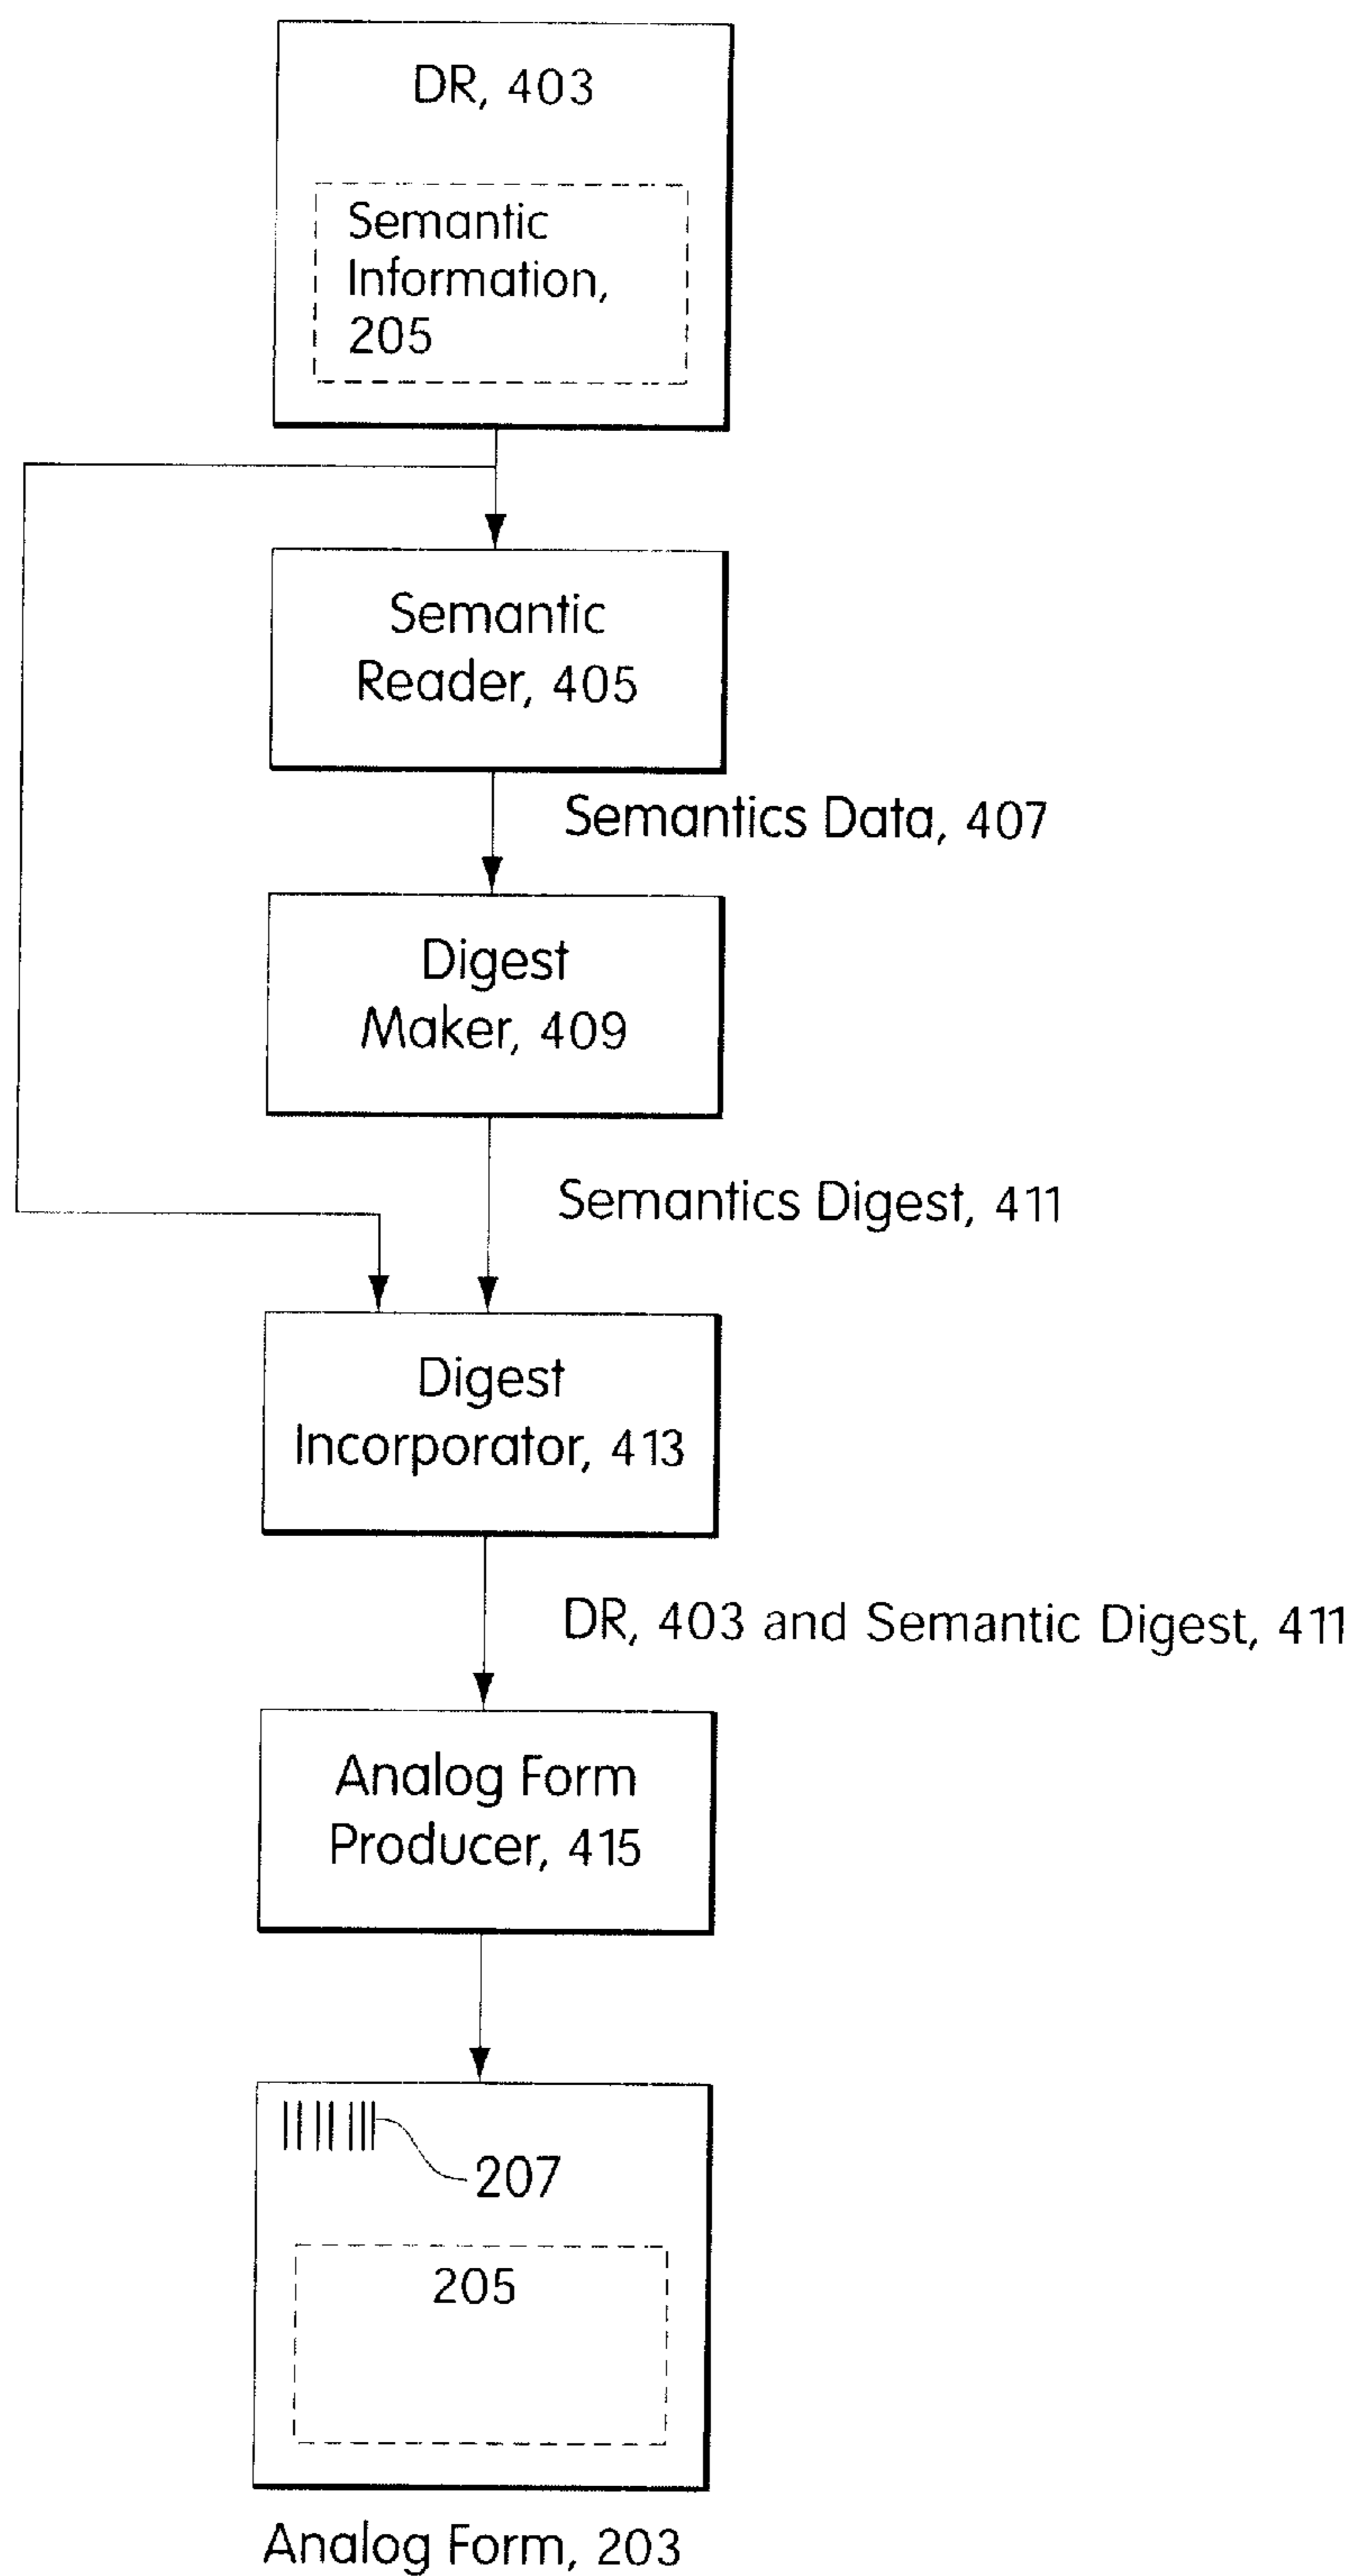 DR, 403
Semantic
Information,
205
Semantic
Reader, 405
Semantics Data, 407
Digest
Maker, 409
Semantics Digest, 411
Digest
Incorporator, 413
DR, 403 and Semantic Digest, 411
Analog Form
Producer, 415
207
205
Analog Form, 203